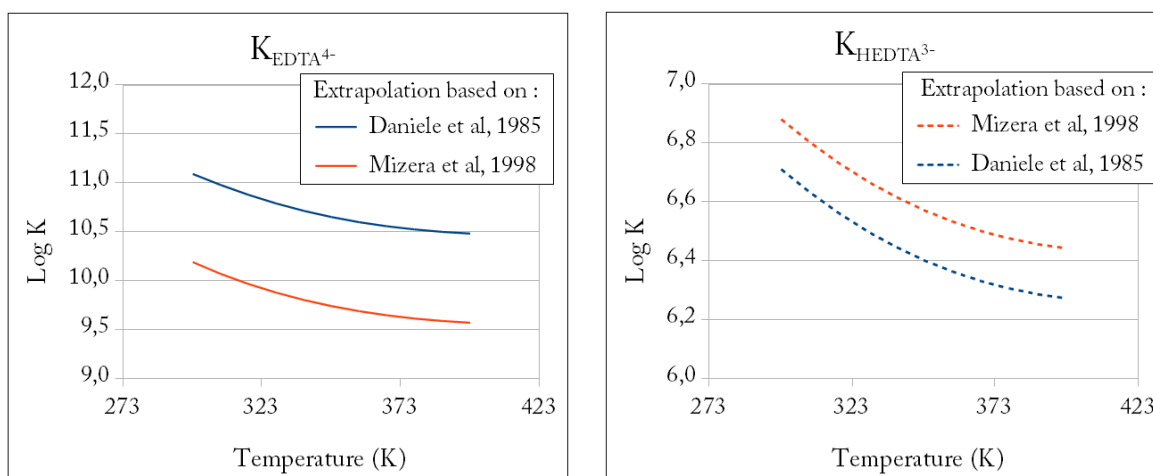 K_EDTA4-
Extrapolation based on :
Daniele et al, 1985
Mizera et al, 1998
Log K
12,0
11,5
11,0
10,5
10,0
9,5
9,0
273
323
373
423
Temperature (K)
K_HEDTA3-
Extrapolation based on :
Mizera et al, 1998
Daniele et al, 1985
Log K
7,0
6,8
6,6
6,4
6,2
6,0
273
323
373
423
Temperature (K)